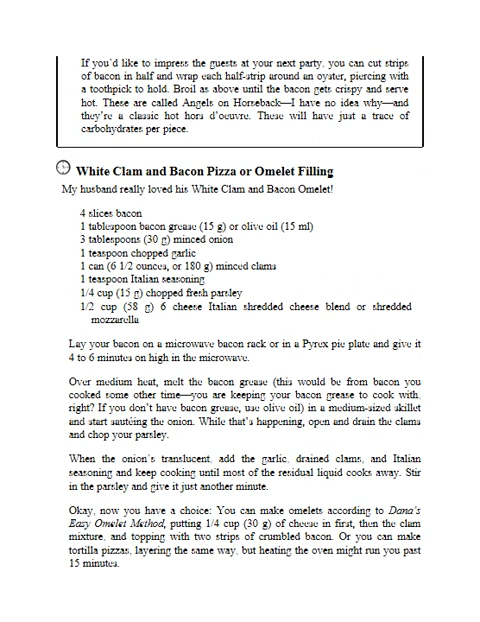 If you'd like to impress the guests at your next party, you can cut strips
of bacon in half and wrap each half-strip around an oyster, piercing with
a toothpick to hold. Broil as above until the bacon gets crispy and serve
hot. These are called Angels on Horseback—I have no idea why—and
they're a classic hot hors d'oeuvre. These will have just a trace of
carbohydrates per piece.
White Clam and Bacon Pizza or Omelet Filling
My husband really loved his White Clam and Bacon Omelet!
4 slices bacon
1 tablespoon bacon grease (15 g) or olive oil (15 ml)
3 tablespoons (30 g) minced onion
1 teaspoon chopped garlic
1 can (6 1/2 ounces, or 180 g) minced clams
1 teaspoon Italian seasoning
1/4 cup (15 g) chopped fresh parsley
1/2 cup (58 g) 6 cheese Italian shredded cheese blend or shredded
mozzarella
Lay your bacon on a microwave bacon rack or in a Pyrex pie plate and give it
4 to 6 minutes on high in the microwave.
Over medium heat, melt the bacon grease (this would be from bacon you
cooked some other time—you are keeping your bacon grease to cook with,
right? If you don't have bacon grease, use olive oil) in a medium-sized skillet
and start sautéing the onion. While that's happening, open and drain the clams
and chop your parsley.
When the onion's translucent, add the garlic, drained clams, and Italian
seasoning and keep cooking until most of the residual liquid cooks away. Stir
in the parsley and give it just another minute.
Okay, now you have a choice: You can make omelets according to Dana's
Easy Omelet Method, putting 1/4 cup (30 g) of cheese in first, then the clam
mixture, and topping with two strips of crumbled bacon. Or you can make
tortilla pizzas, layering the same way, but heating the oven might run you past
15 minutes.